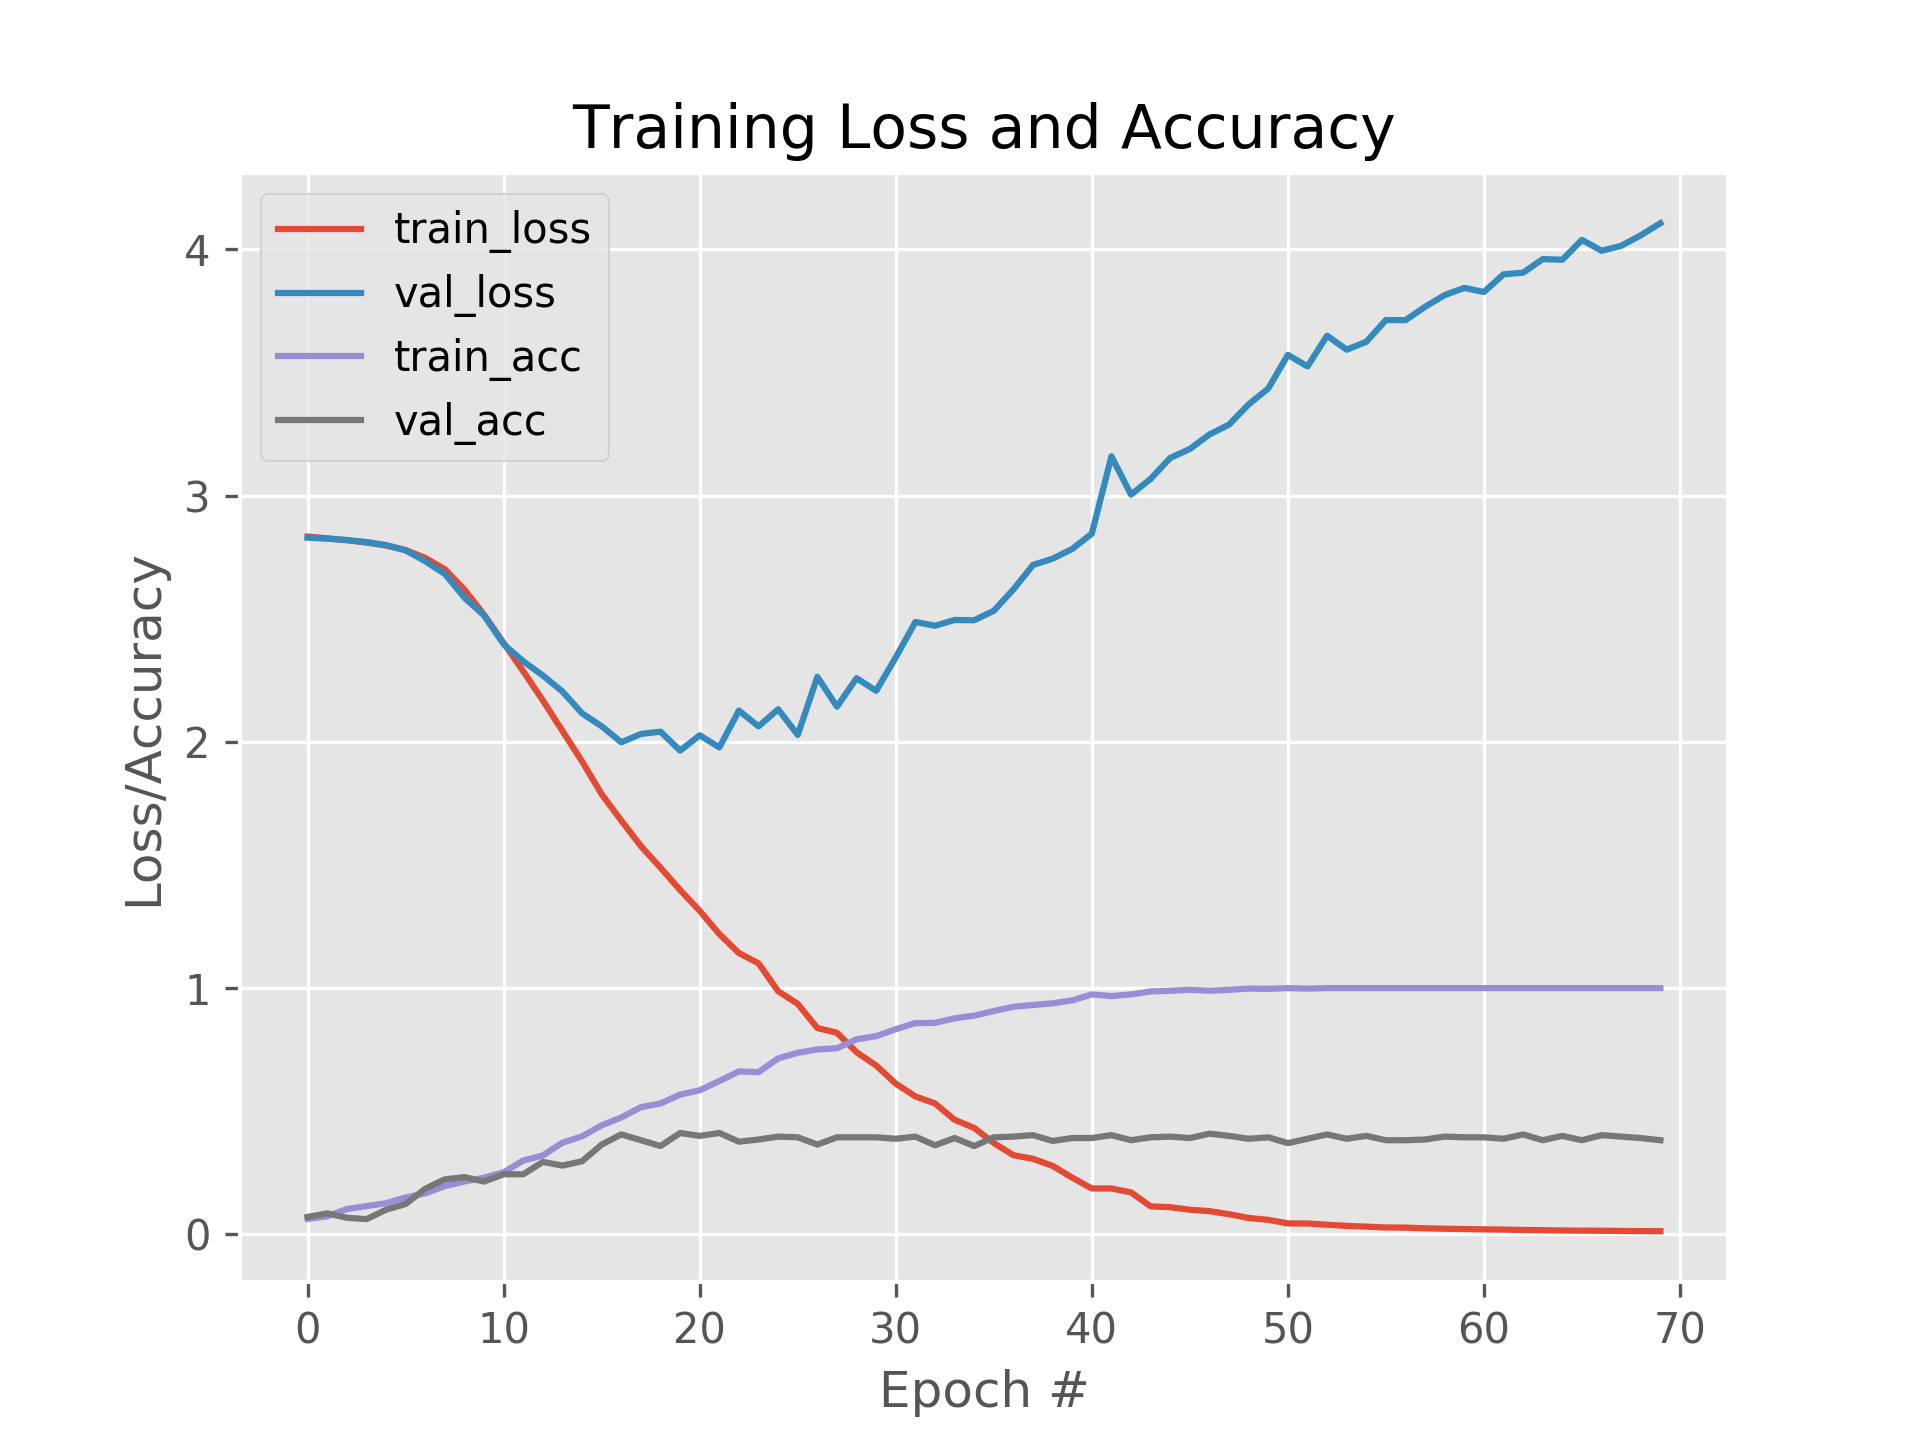 Training Loss and Accuracy
train_loss
val_loss
train_acc
val_acc
4
3
2
1
0
Loss/Accuracy
0 10 20 30 40 50 60 70
Epoch #